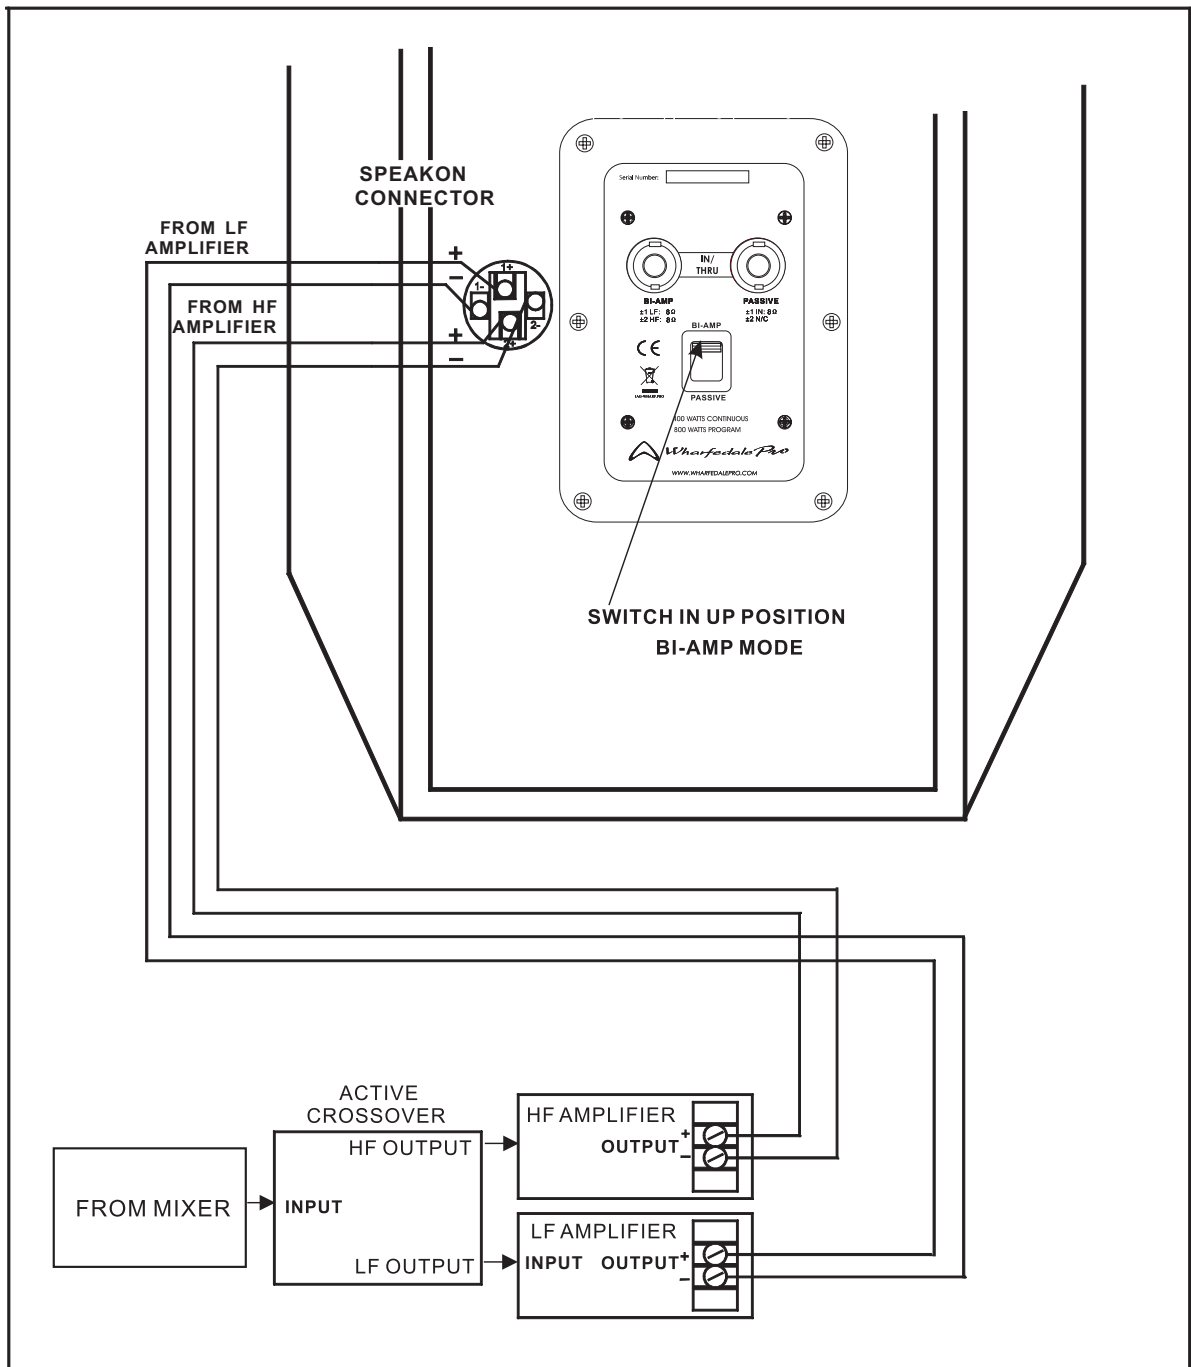 SPEAKON
CONNECTOR
FROM LF
AMPLIFIER
+
−
FROM HF
AMPLIFIER
+
−
1+
1-
2-
Serial Number:
IN/
THRU
BI-AMP
±1 LF: 8Ω
±2 HF: 8Ω
PASSIVE
±1 IN: 8Ω
±2 N/C
BI-AMP
CE
PASSIVE
00 WATTS CONTINUOUS
800 WATTS PROGRAM
Wharfedale Pro
WWW.WHARFEDALEPRO.COM
SWITCH IN UP POSITION
BI-AMP MODE
ACTIVE
CROSSOVER
HF OUTPUT
INPUT
LF OUTPUT
FROM MIXER
HF AMPLIFIER
OUTPUT
+
−
LF AMPLIFIER
INPUT OUTPUT
+
−